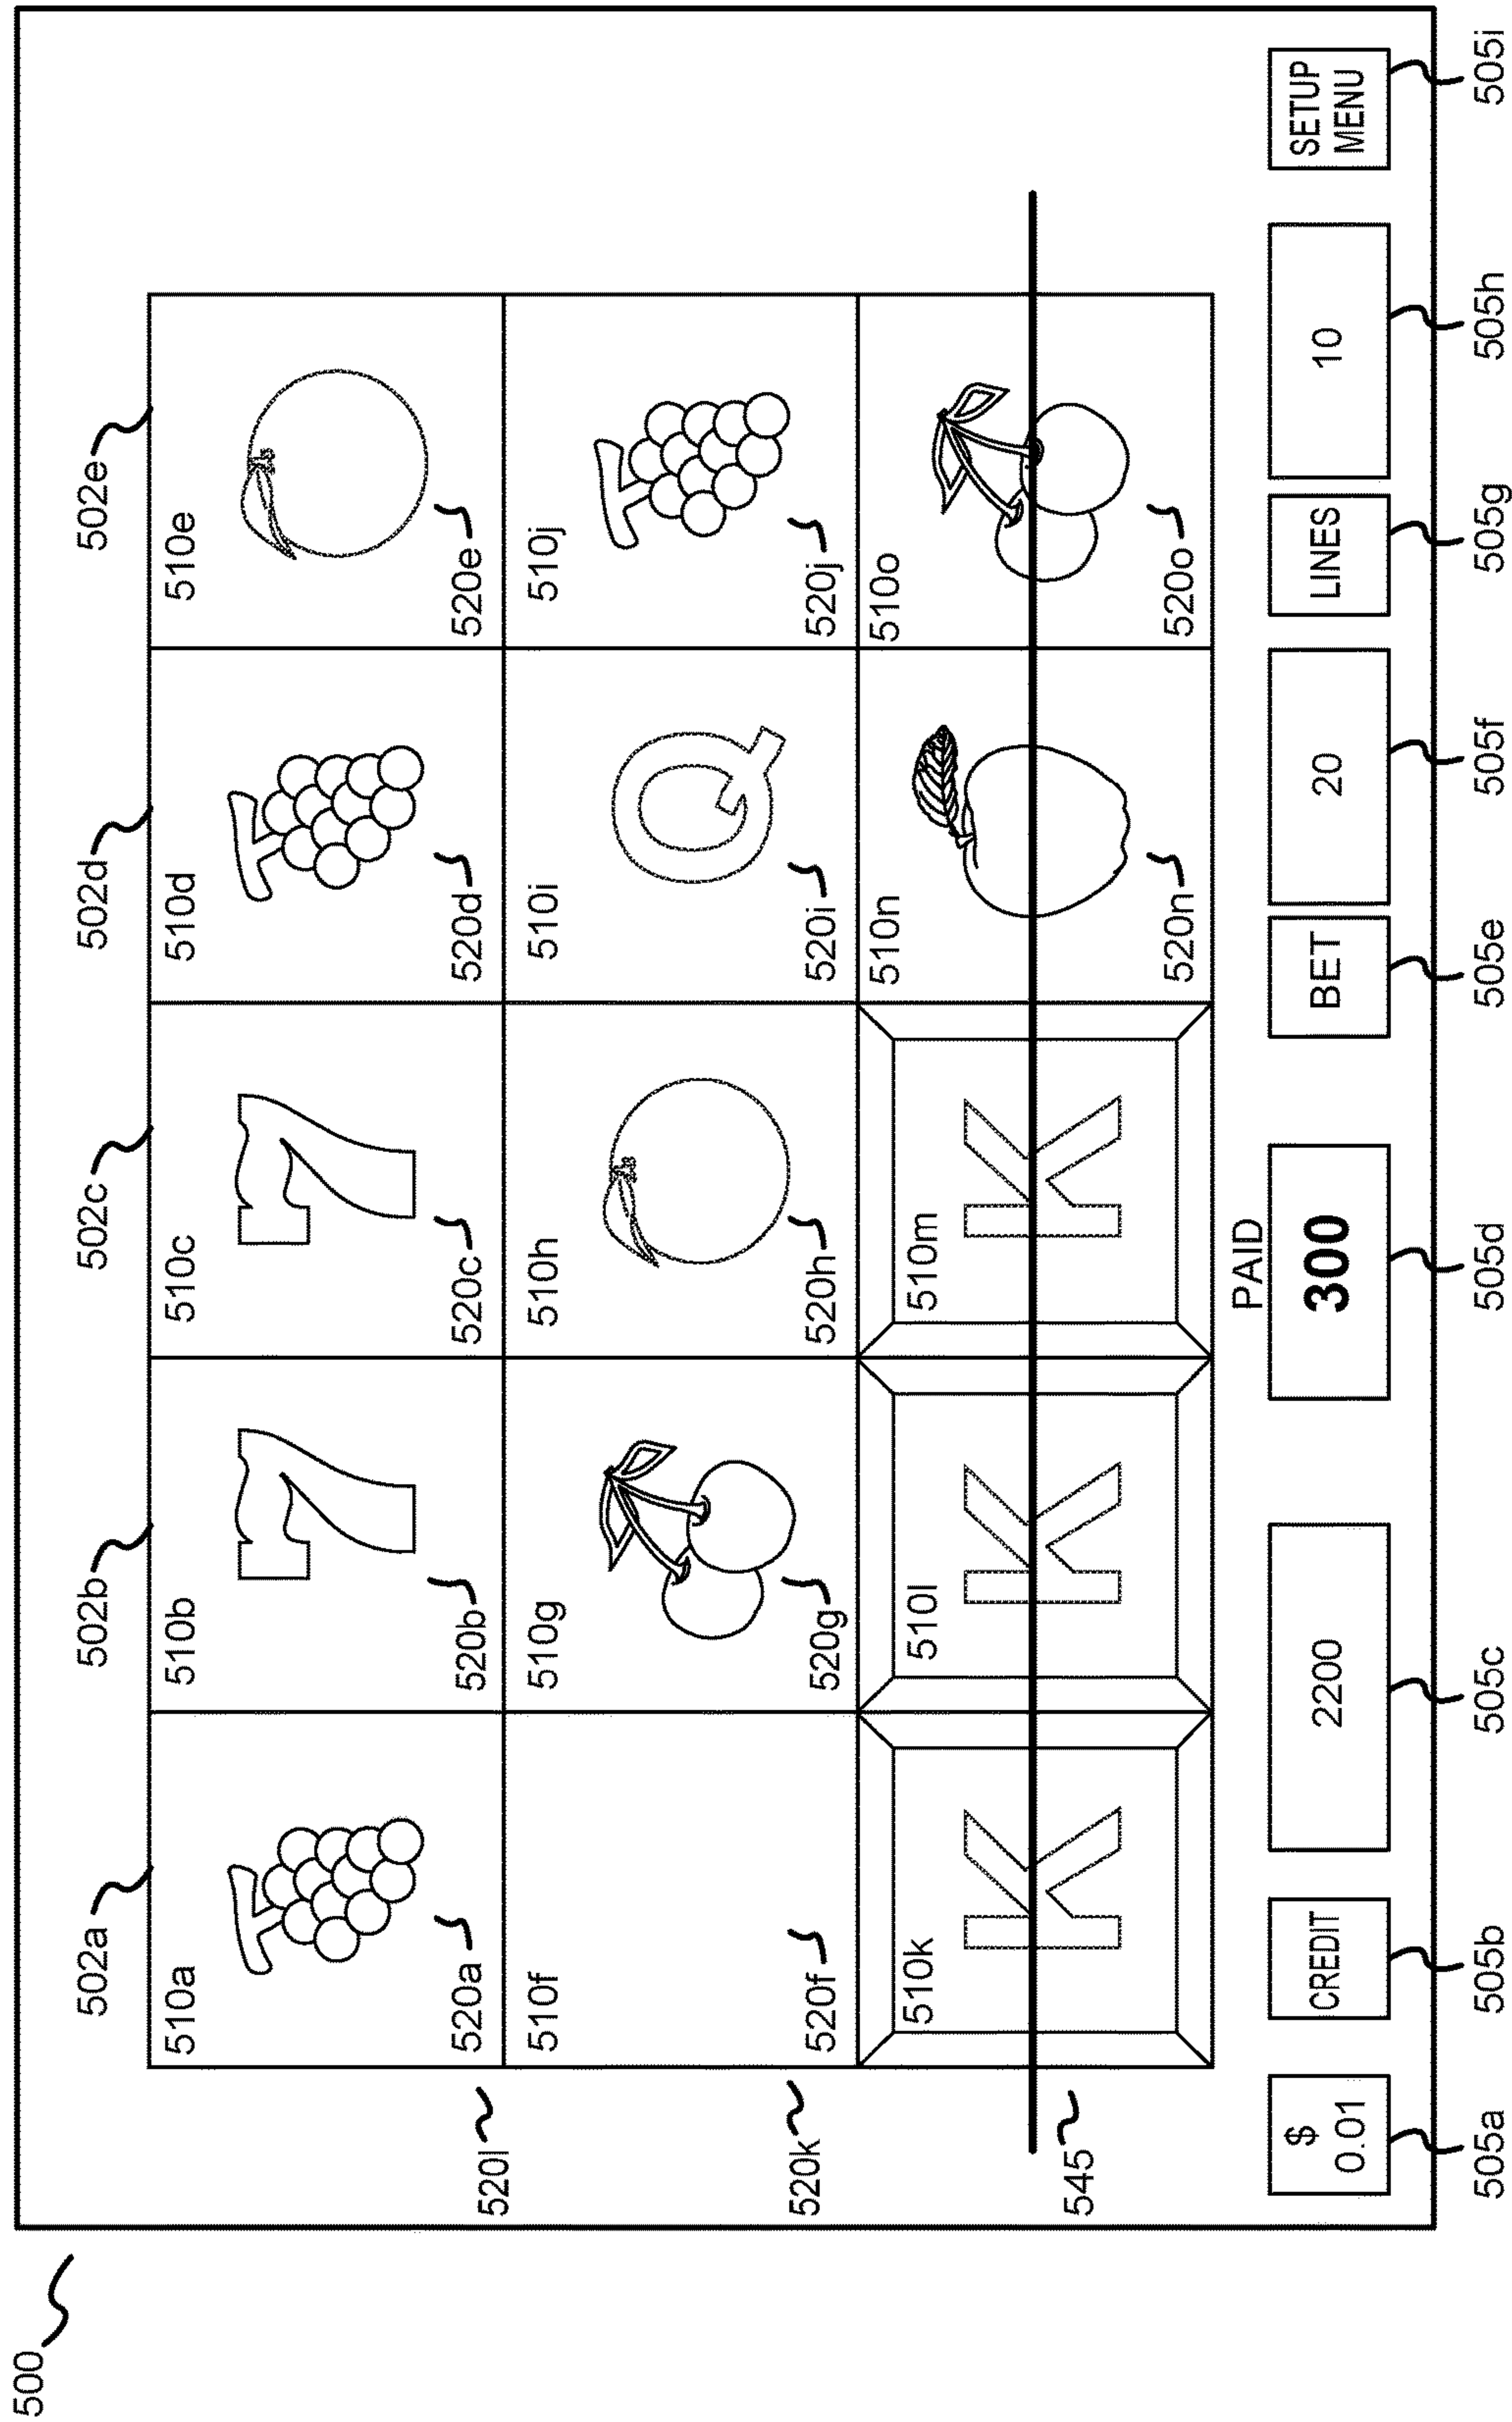 500
502a
502b
502c
502d
502e
510a
510b
510c
510d
510e
520a
520b
520c
520d
520e
520l
510f
510g
510h
510i
510j
Q
520f
520g
520h
520i
520j
520k
510k
510l
510m
510n
510o
K
K
K
7
7
545
520n
520o
PAID
$
0.01
CREDIT
2200
300
BET
20
LINES
10
SETUP
MENU
505a
505b
505c
505d
505e
505f
505g
505h
505i